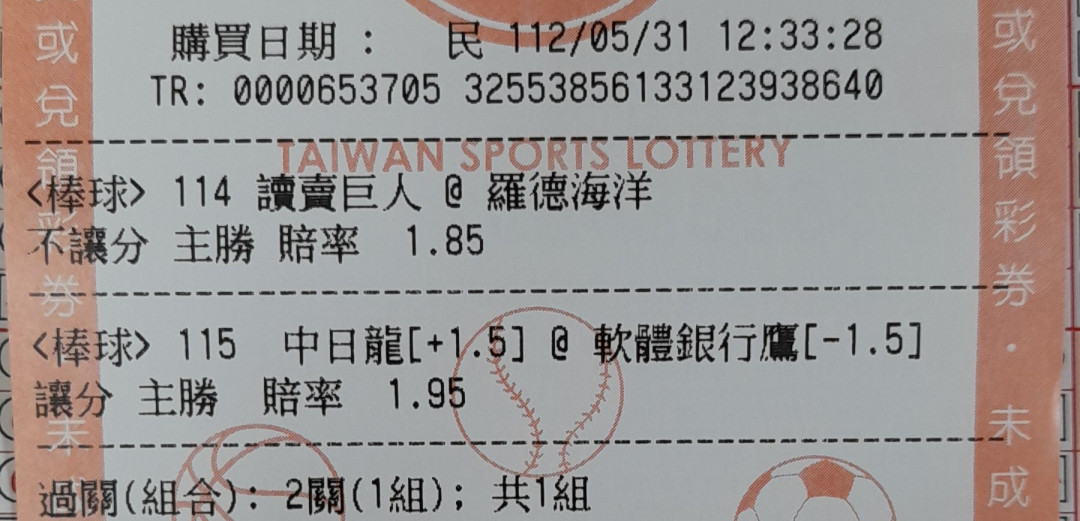 購買日期 : 民 112/05/31 12:33:28
TR: 0000653705 32553856133123938640
TAIWAN SPORTS LOTTERY
<棒球> 114 讀賣巨人 @ 羅德海洋
不讓分 主勝 賠率 1.85
<棒球> 115 中日龍[+1.5] @ 軟體銀行鷹[-1.5]
讓分 主勝 賠率 1.95
過關(組合): 2關(1組); 共1組
或兌領彩券
未
或兌領彩券．未成